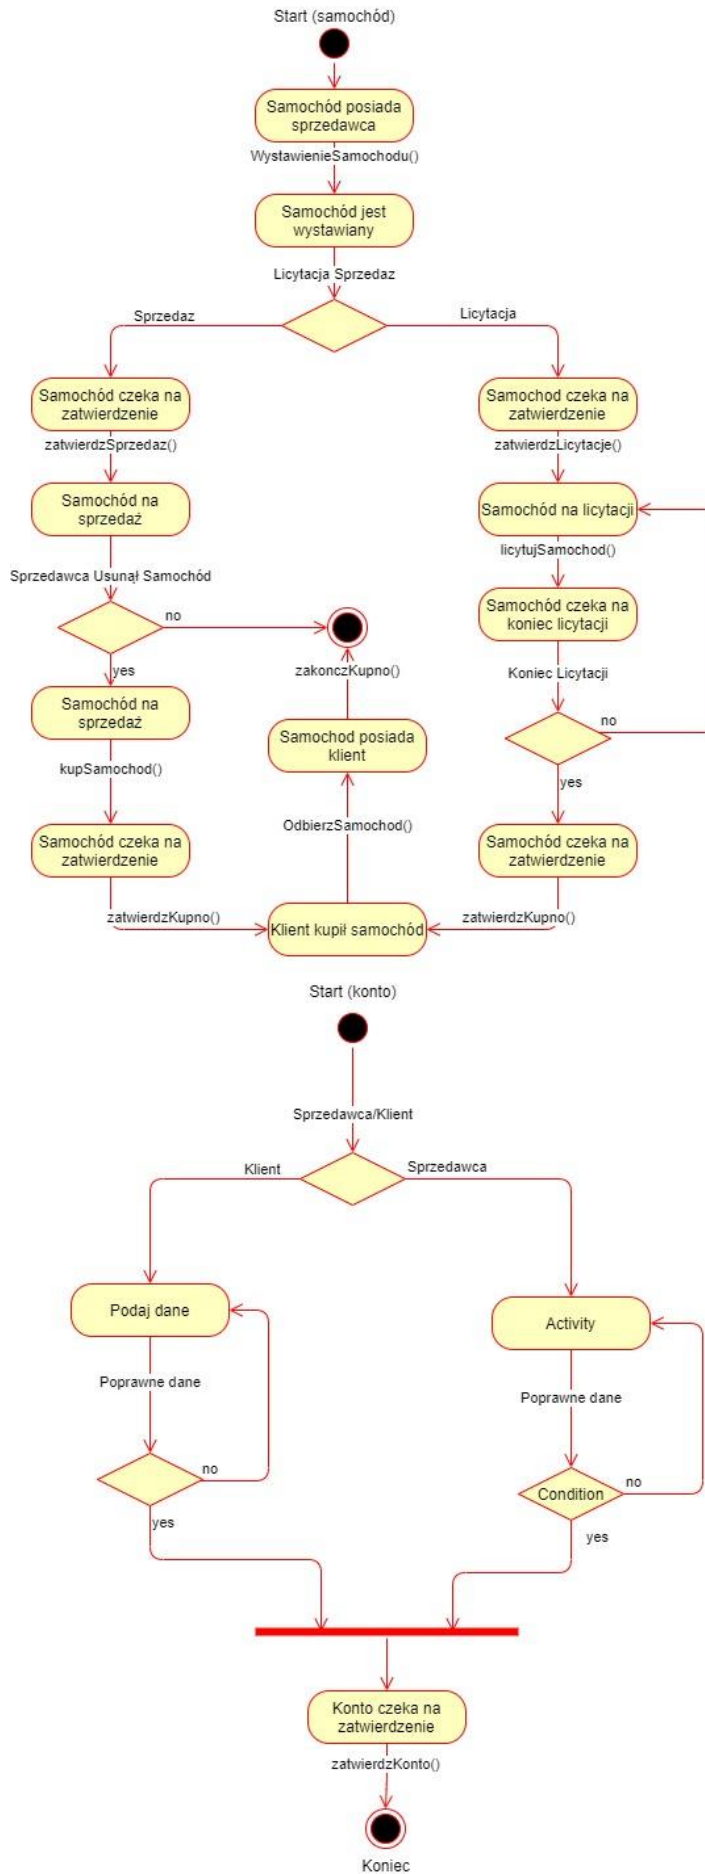 Start (samochód)
Samochód posiada
sprzedawca
WystawienieSamochodu()
Samochód jest
wystawiany
Licytacja Sprzedaz
Sprzedaz
Licytacja
Samochód czeka na
zatwierdzenie
Samochod czeka na
zatwierdzenie
zatwierdzSprzedaz()
zatwierdzLicytacje()
Samochód na
sprzedaż
Samochód na licytacji
Sprzedawca Usunął Samochód
licytujSamochod()
no
Samochód czeka na
koniec licytacji
yes
zakonczKupno()
Koniec Licytacji
Samochód na
sprzedaż
Samochod posiada
klient
no
kupSamochod()
yes
OdbierzSamochod()
Samochód czeka na
zatwierdzenie
Samochód czeka na
zatwierdzenie
zatwierdzKupno()
Klient kupił samochód
zatwierdzKupno()
Start (konto)
Sprzedawca/Klient
Klient
Sprzedawca
Podaj dane
Activity
Poprawne dane
Poprawne dane
no
no
Condition
yes
yes
Konto czeka na
zatwierdzenie
zatwierdzKonto()
Koniec